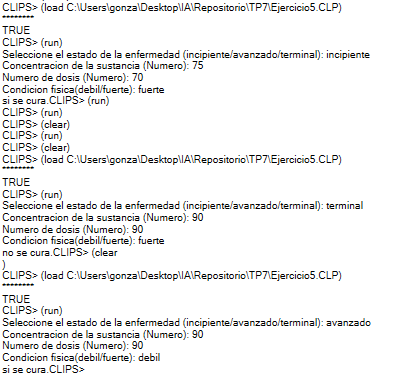 CLIPS> (load C:\Users\gonza\Desktop\IA\Repositorio\TP7\Ejercicio5.CLP)
********
TRUE
CLIPS> (run)
Seleccione el estado de la enfermedad (incipiente/avanzado/terminal): incipiente
Concentracion de la sustancia (Numero): 75
Numero de dosis (Numero): 70
Condicion fisica(debil/fuerte): fuerte
si se cura.CLIPS> (run)
CLIPS> (run)
CLIPS> (clear)
CLIPS> (run)
CLIPS> (clear)
CLIPS> (load C:\Users\gonza\Desktop\IA\Repositorio\TP7\Ejercicio5.CLP)
********
TRUE
CLIPS> (run)
Seleccione el estado de la enfermedad (incipiente/avanzado/terminal): terminal
Concentracion de la sustancia (Numero): 90
Numero de dosis (Numero): 90
Condicion fisica(debil/fuerte): fuerte
no se cura.CLIPS> (clear
)
CLIPS> (load C:\Users\gonza\Desktop\IA\Repositorio\TP7\Ejercicio5.CLP)
********
TRUE
CLIPS> (run)
Seleccione el estado de la enfermedad (incipiente/avanzado/terminal): avanzado
Concentracion de la sustancia (Numero): 90
Numero de dosis (Numero): 90
Condicion fisica(debil/fuerte): debil
si se cura.CLIPS>